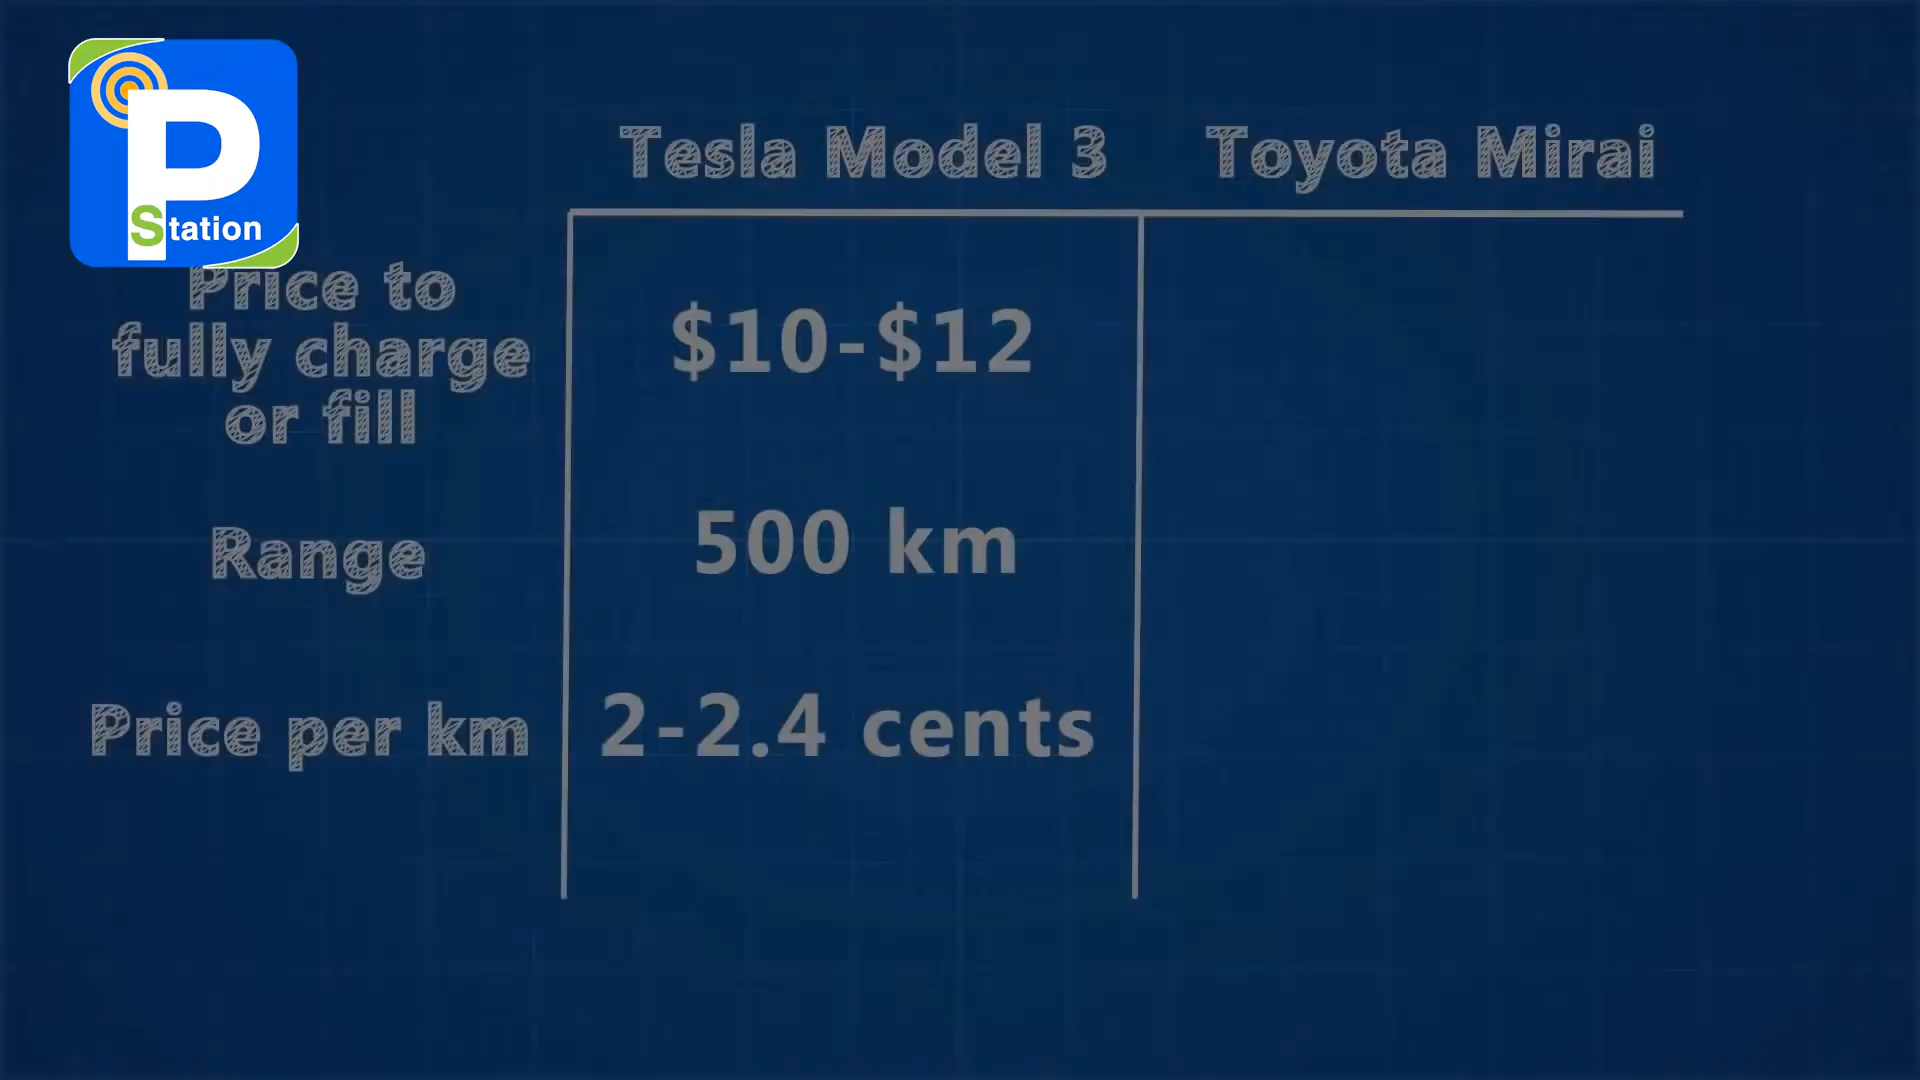 P
Station
Tesla Model 3
Toyota Mirai
Price to
fully charge
or fill
$10-$12
Range
500 km
Price per km
2-2.4 cents